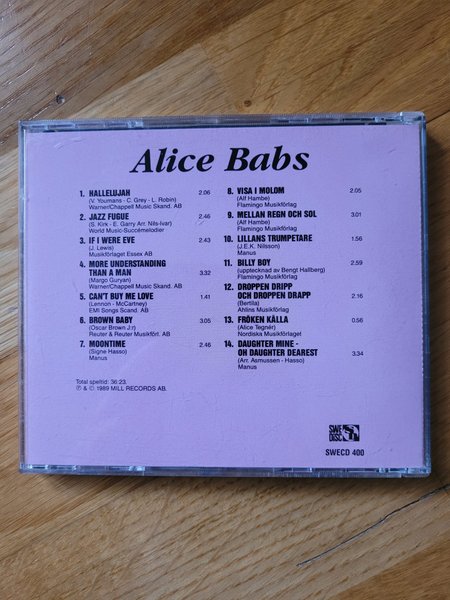 Alice Babs
1. HALLELUJAH 2.06
(V. Youmans - C. Grey - L. Robin)
Warner/Chappell Music Skand. AB
2. JAZZ FUGUE 2.46
(S. Kirk - E. Garry Arr. Nils-Ivar)
World Music-Succémelodier
3. IF I WERE EVE 2.43
(J. Lewis)
Musikförlaget Essex AB
4. MORE UNDERSTANDING
THAN A MAN 3.32
(Margo Guryan)
Warner/Chappell Music Skand. AB
5. CAN'T BUY ME LOVE 1.41
(Lennon - McCartney)
EMI Songs Scand. AB
6. BROWN BABY 3.05
(Oscar Brown J:r)
Reuter & Reuter Musikförl. AB
7. MOONTIME 2.46
(Signe Hasso)
Manus
Total speltid: 36:23.
℗ & © 1989 MILL RECORDS AB.
8. VISA I MOLOM 2.05
(Alf Hambe)
Flamingo Musikförlag
9. MELLAN REGN OCH SOL 3.01
(Alf Hambe)
Flamingo Musikförlag
10. LILLANS TRUMPETARE 1.56
(J.E.K. Nilsson)
Manus
11. BILLY BOY 2.59
(upptecknad av Bengt Hallberg)
Manus
12. DROPPEN DRIPP
OCH DROPPEN DRAPP 2.16
(Bertila)
Ahlins Musikförlag
13. FRÖKEN KÄLLA 0.56
(Alice Tegnér)
Nordiska Musikförlaget
14. DAUGHTER MINE -
OH DAUGHTER DEAREST 3.34
(Arr. Asmussen - Hasso)
Manus
SWE
DISC
SWECD 400